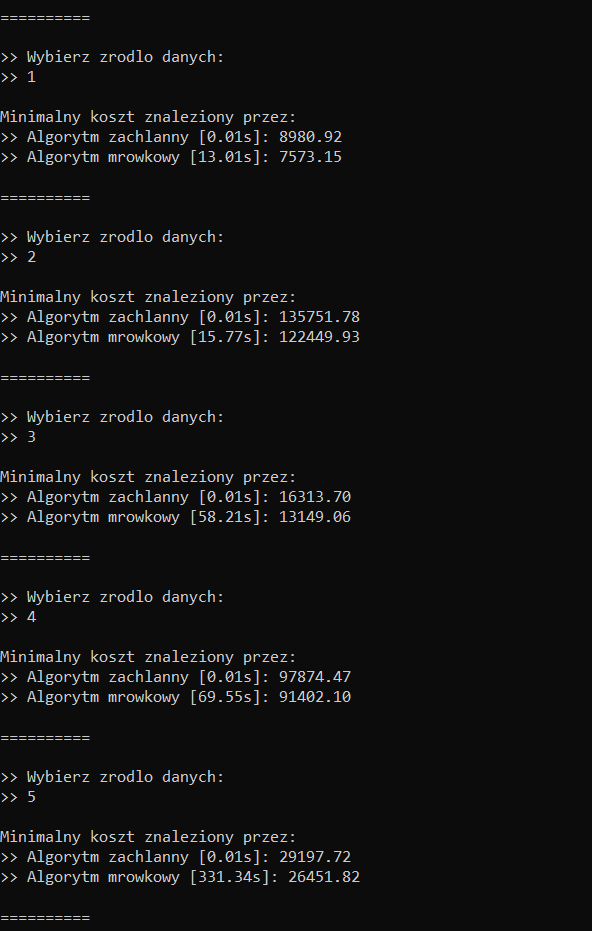 ==========
>> Wybierz zrodlo danych:
>> 1
Minimalny koszt znaleziony przez:
>> Algorytm zachlanny [0.01s]: 8980.92
>> Algorytm mrowkowy [13.01s]: 7573.15
==========
>> Wybierz zrodlo danych:
>> 2
Minimalny koszt znaleziony przez:
>> Algorytm zachlanny [0.01s]: 135751.78
>> Algorytm mrowkowy [15.77s]: 122449.93
==========
>> Wybierz zrodlo danych:
>> 3
Minimalny koszt znaleziony przez:
>> Algorytm zachlanny [0.01s]: 16313.70
>> Algorytm mrowkowy [58.21s]: 13149.06
==========
>> Wybierz zrodlo danych:
>> 4
Minimalny koszt znaleziony przez:
>> Algorytm zachlanny [0.01s]: 97874.47
>> Algorytm mrowkowy [69.55s]: 91402.10
==========
>> Wybierz zrodlo danych:
>> 5
Minimalny koszt znaleziony przez:
>> Algorytm zachlanny [0.01s]: 29197.72
>> Algorytm mrowkowy [331.34s]: 26451.82
==========